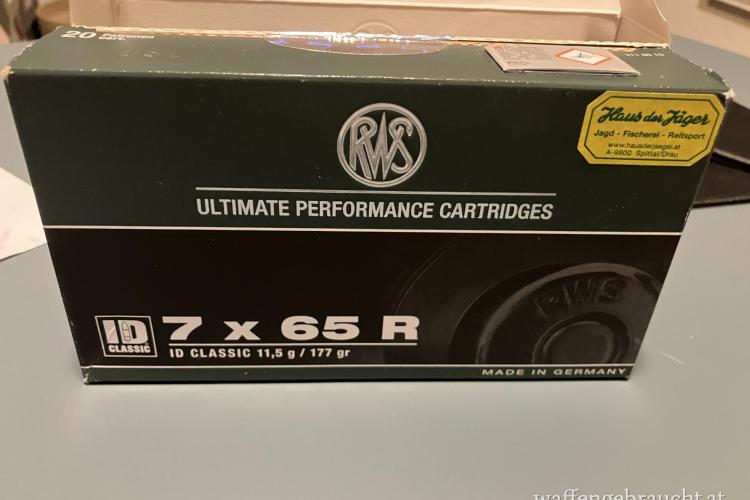 20 Patronen
RWS
Haus der Jäger
Jagd - Fischerei - Reitsport
www.hausderjaeger.at
A-9800 Spittal/Drau
ULTIMATE PERFORMANCE CARTRIDGES
RWS
ID
CLASSIC
7 x 65 R
ID CLASSIC 11,5 g / 177 gr
MADE IN GERMANY
waffengebraucht.at